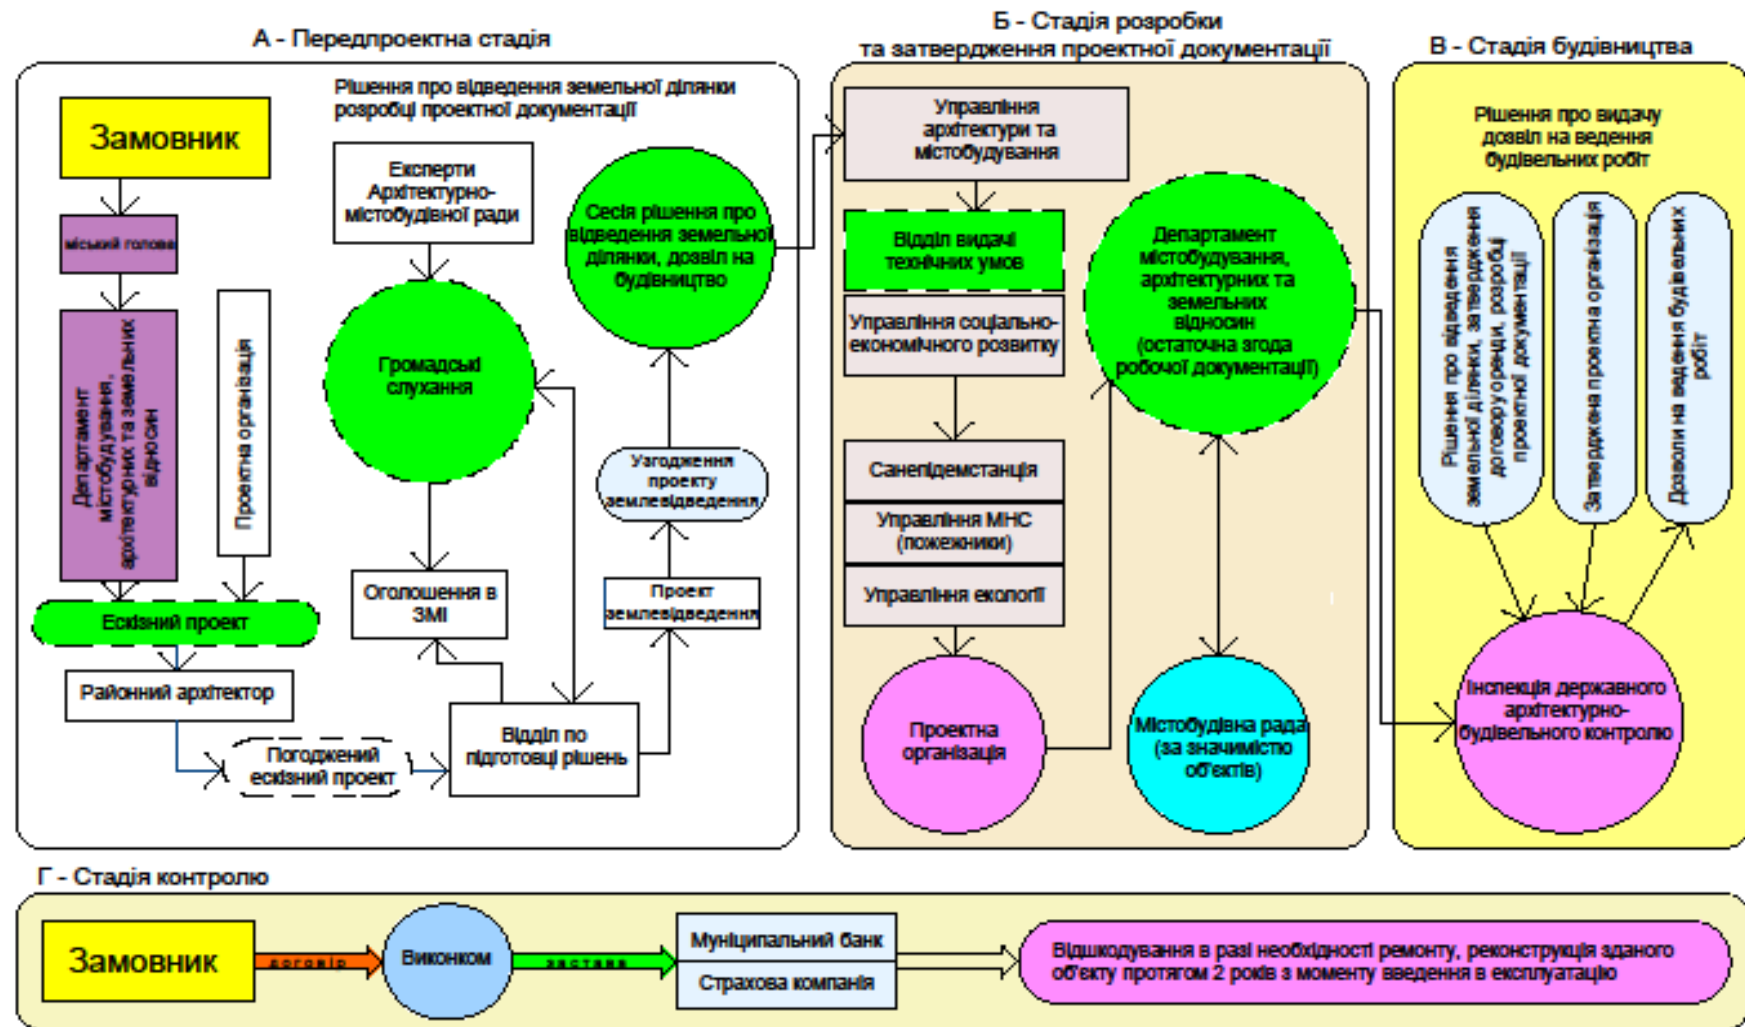 А - Передпроектна стадія
Рішення про відведення земельної ділянки
розробці проектної документації
Замовник
міський голова
Департамент
містобудування,
архітектурних та земельних
відносин
Проектна організація
Ескізний проект
Районний архітектор
Погоджений
ескізний проект
Експерти
Архітектурно-
містобудівної ради
Громадські
слухання
Оголошення в
ЗМІ
Відділ по
підготовці рішень
Сесія рішення про
відведення земельної
ділянки, дозвіл на
будівництво
Узгодження
проекту
землевідведення
Проект
землевідведення
Б - Стадія розробки
та затвердження проектної документації
Управління
архітектури та
містобудування
Відділ видачі
технічних умов
Управління соціально-
економічного розвитку
Санепідемстанція
Управління МНС
(пожежники)
Управління екології
Проектна
організація
Департамент
містобудування,
архітектурних та
земельних
відносин
(остаточна згода
робочої документації)
Містобудівна рада
(за значимістю
об'єктів)
В - Стадія будівництва
Рішення про видачу
дозвіл на ведення
будівельних робіт
Рішення про відведення
земельної ділянки, затвердження
договору оренди, розробці
проектної документації
Затверджена проектна організація
Дозволи на ведення будівельних
робіт
Інспекція державного
архітектурно-
будівельного контролю
Г - Стадія контролю
Замовник
договір
Виконком
застава
Муніципальний банк
Страхова компанія
Відшкодування в разі необхідності ремонту, реконструкція зданого
об'єкту протягом 2 років з моменту введення в експлуатацію